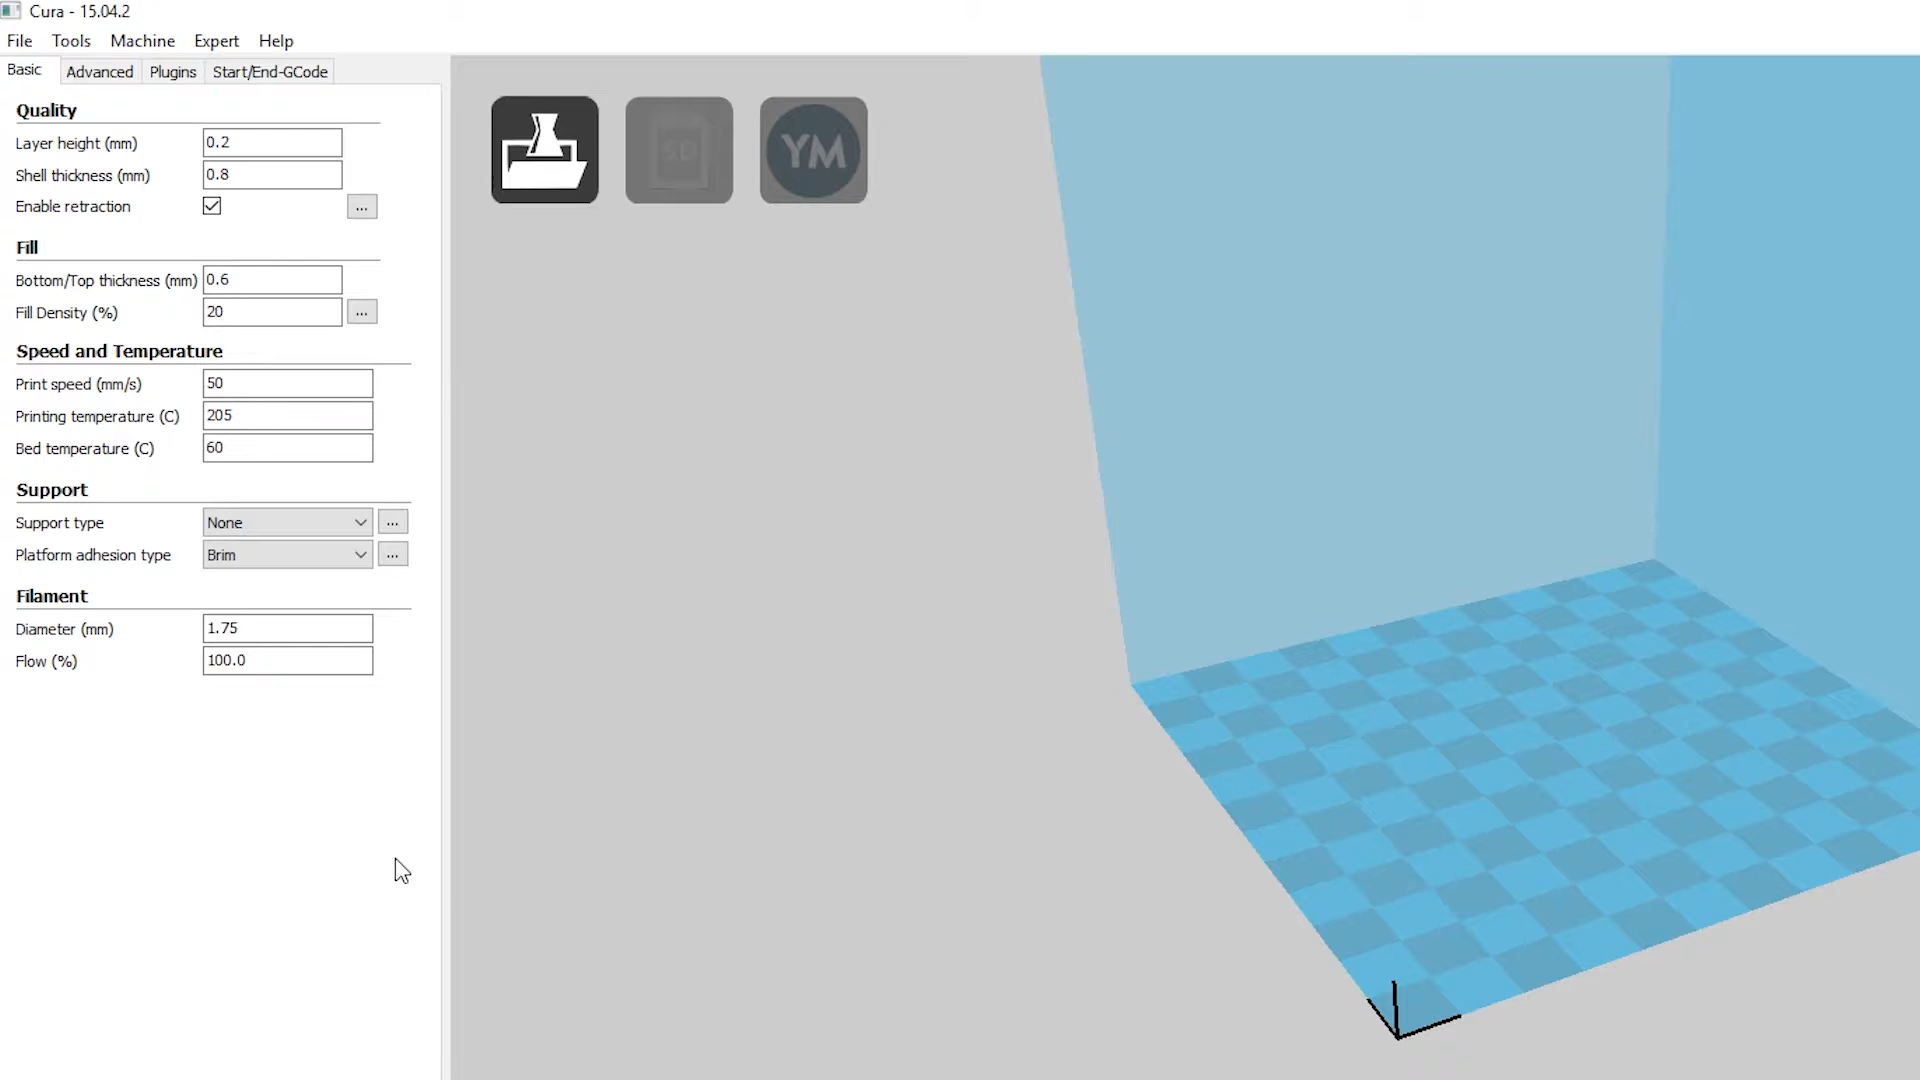 Cura - 15.04.2
File Tools Machine Expert Help
Basic Advanced Plugins Start/End-GCode
Quality
Layer height (mm) 0.2
Shell thickness (mm) 0.8
Enable retraction ...
Fill
Bottom/Top thickness (mm) 0.6
Fill Density (%) 20 ...
Speed and Temperature
Print speed (mm/s) 50
Printing temperature (C) 205
Bed temperature (C) 60
Support
Support type None ...
Platform adhesion type Brim ...
Filament
Diameter (mm) 1.75
Flow (%) 100.0
SD
YM